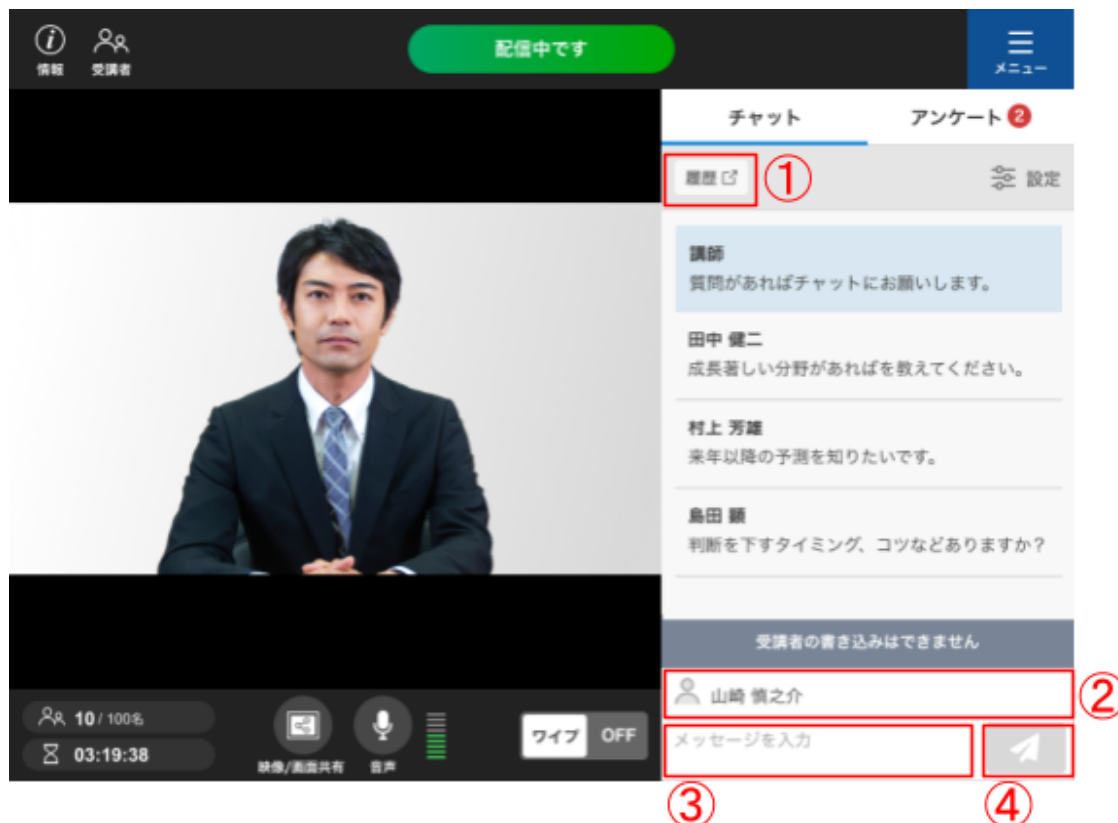 情報
受講者
配信中です
メニュー
チャット
アンケート 2
履歴
①
設定
講師
質問があればチャットにお願いします。
田中 健二
成長著しい分野があればを教えてください。
村上 芳雄
来年以降の予測を知りたいです。
島田 顕
判断を下すタイミング、コツなどありますか？
受講者の書き込みはできません
山崎 慎之介
②
メッセージを入力
③
④
10 / 100名
03:19:38
映像/画面共有
音声
ワイプ OFF